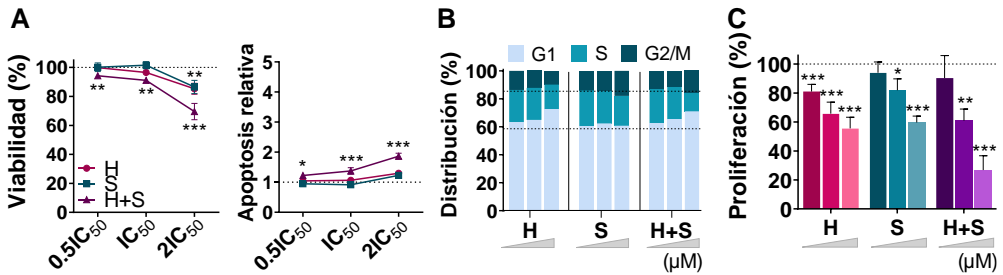 A
Viabilidad (%)
100
80
60
40
20
0
** ** ** ***
H
S
H+S
0.5IC50 IC50 2IC50
Apoptosis relativa
5
4
3
2
1
* *** ***
0.5IC50 IC50 2IC50
B
G1 S G2/M
Distribución (%)
100
80
60
40
20
0
H S H+S
(µM)
C
Proliferación (%)
100
80
60
40
20
0
*** *** *** * *** ** ***
H S H+S
(µM)